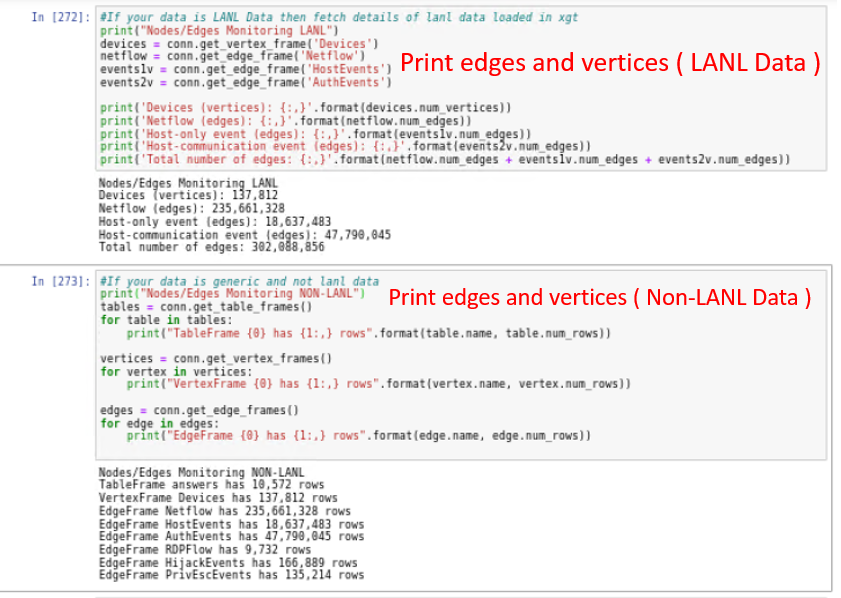 In [272]: #If your data is LANL Data then fetch details of lanl data loaded in xgt
print("Nodes/Edges Monitoring LANL")
devices = conn.get_vertex_frame('Devices')
netflow = conn.get_edge_frame('Netflow')
events1v = conn.get_edge_frame('HostEvents')
events2v = conn.get_edge_frame('AuthEvents')
Print edges and vertices ( LANL Data )
print('Devices (vertices): {:,}'.format(devices.num_vertices))
print('Netflow (edges): {:,}'.format(netflow.num_edges))
print('Host-only event (edges): {:,}'.format(events1v.num_edges))
print('Host-communication event (edges): {:,}'.format(events2v.num_edges))
print('Total number of edges: {:,}'.format(netflow.num_edges + events1v.num_edges + events2v.num_edges))
Nodes/Edges Monitoring LANL
Devices (vertices): 137,812
Netflow (edges): 235,661,328
Host-only event (edges): 18,637,483
Host-communication event (edges): 47,790,045
Total number of edges: 302,088,856
In [273]: #If your data is generic and not lanl data
print("Nodes/Edges Monitoring NON-LANL")
Print edges and vertices ( Non-LANL Data )
tables = conn.get_table_frames()
for table in tables:
    print("TableFrame {0} has {1:,} rows".format(table.name, table.num_rows))
vertices = conn.get_vertex_frames()
for vertex in vertices:
    print("VertexFrame {0} has {1:,} rows".format(vertex.name, vertex.num_rows))
edges = conn.get_edge_frames()
for edge in edges:
    print("EdgeFrame {0} has {1:,} rows".format(edge.name, edge.num_rows))
Nodes/Edges Monitoring NON-LANL
TableFrame answers has 10,572 rows
VertexFrame Devices has 137,812 rows
EdgeFrame Netflow has 235,661,328 rows
EdgeFrame HostEvents has 18,637,483 rows
EdgeFrame AuthEvents has 47,790,045 rows
EdgeFrame RDPFlow has 9,732 rows
EdgeFrame HijackEvents has 166,889 rows
EdgeFrame PrivEscEvents has 135,214 rows